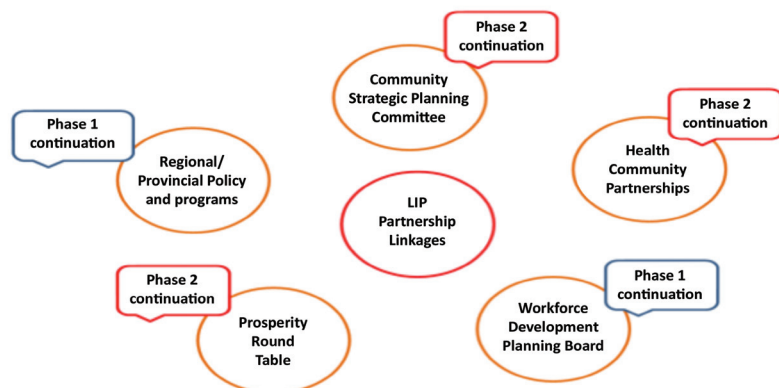 Phase 2
continuation
Community
Strategic Planning
Committee
Phase 2
continuation
Health
Community
Partnerships
Phase 1
continuation
Regional/
Provincial Policy
and programs
LIP
Partnership
Linkages
Phase 2
continuation
Prosperity
Round
Table
Phase 1
continuation
Workforce
Development
Planning Board